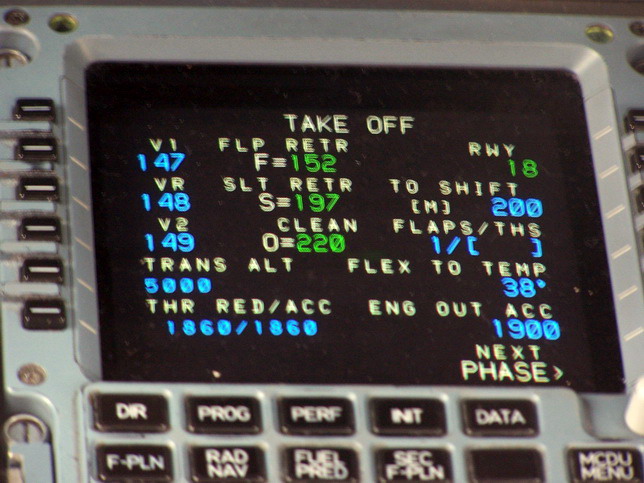 TAKE OFF
V1 FLP RETR RWY
147 F=152 18
VR SLT RETR TO SHIFT
148 S=197 [M] 200
V2 CLEAN FLAPS/THS
149 O=220 1/[ ]
TRANS ALT FLEX TO TEMP
5000 38°
THR RED/ACC ENG OUT ACC
1860/1860 1900
NEXT
PHASE>
DIR PROG PERF INIT DATA
F-PLN RAD NAV FUEL PRED SEC F-PLN MCDU MENU